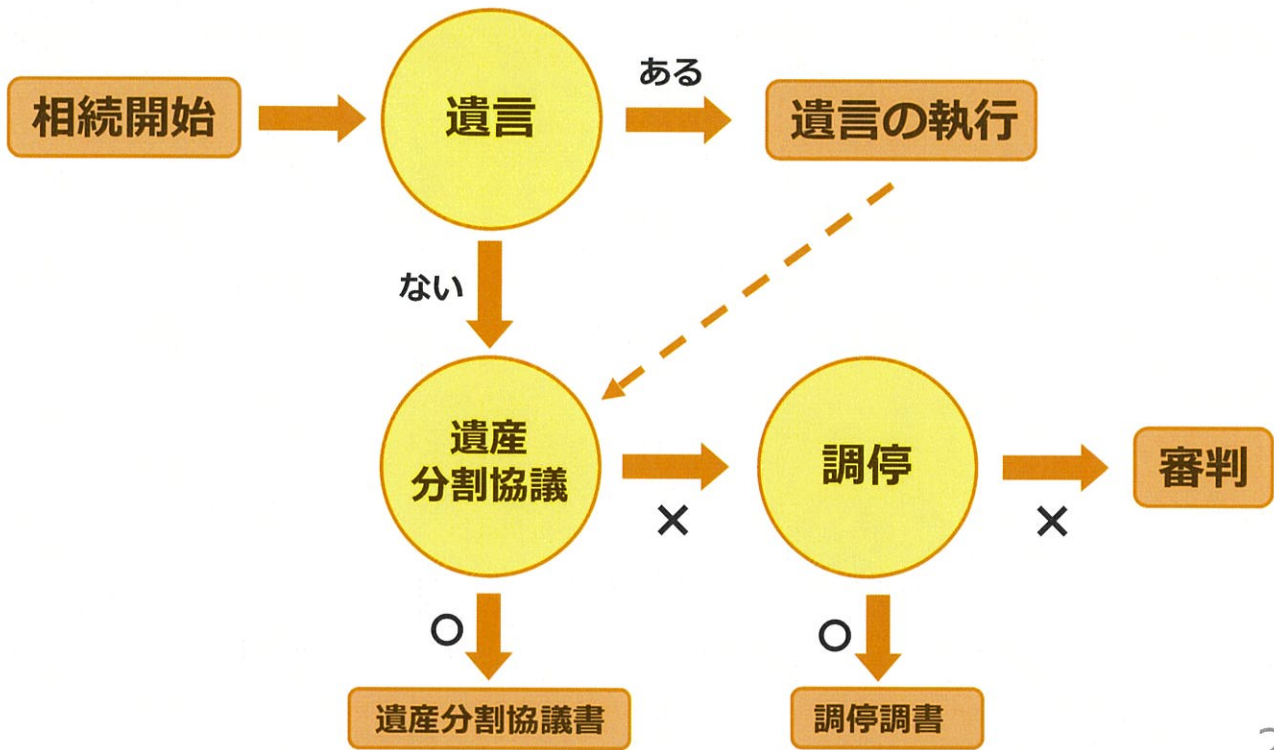 相続開始
遺言
ある
遺言の執行
ない
遺産
分割協議
×
調停
×
審判
○
遺産分割協議書
○
調停調書